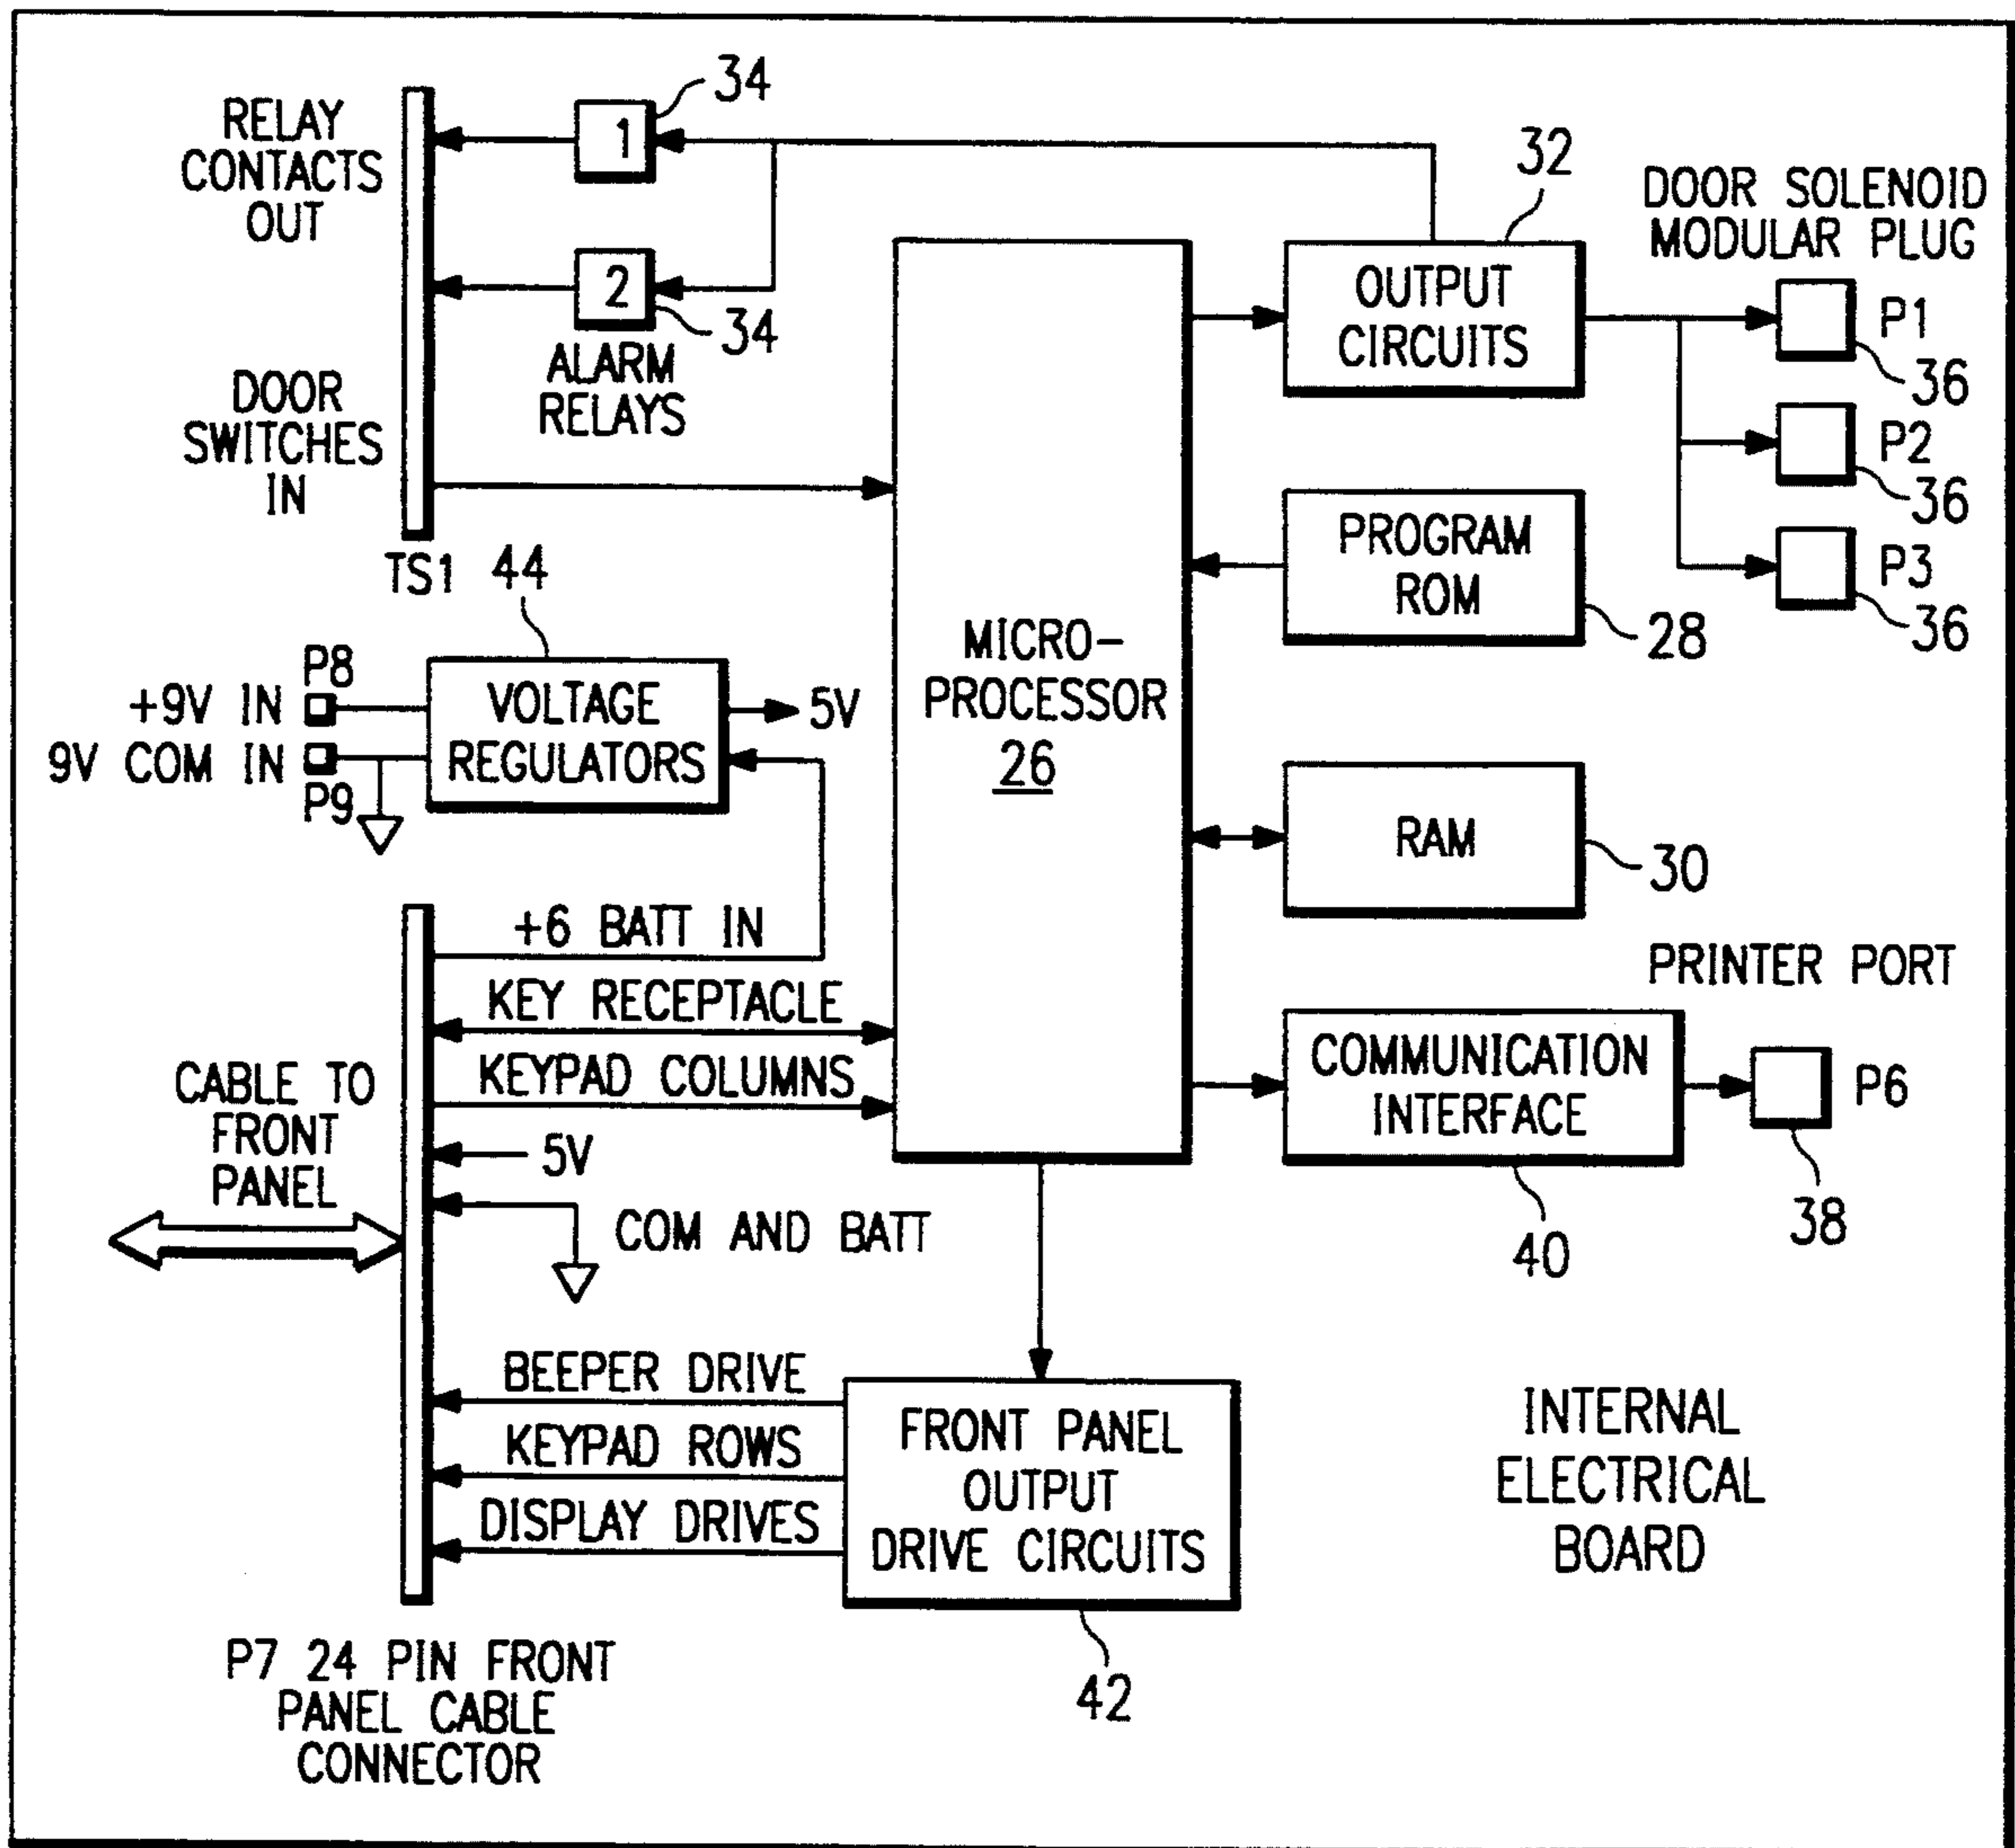 34
RELAY
CONTACTS
OUT
1
32
DOOR SOLENOID
MODULAR PLUG
2
34
ALARM
RELAYS
OUTPUT
CIRCUITS
P1
36
P2
36
P3
36
DOOR
SWITCHES
IN
TS1
44
PROGRAM
ROM
28
MICRO-
PROCESSOR
26
P8
+9V IN
9V COM IN
P9
VOLTAGE
REGULATORS
5V
RAM
30
+6 BATT IN
KEY RECEPTACLE
KEYPAD COLUMNS
5V
COM AND BATT
CABLE TO
FRONT
PANEL
PRINTER PORT
COMMUNICATION
INTERFACE
P6
38
40
BEEPER DRIVE
KEYPAD ROWS
DISPLAY DRIVES
FRONT PANEL
OUTPUT
DRIVE CIRCUITS
42
INTERNAL
ELECTRICAL
BOARD
P7 24 PIN FRONT
PANEL CABLE
CONNECTOR